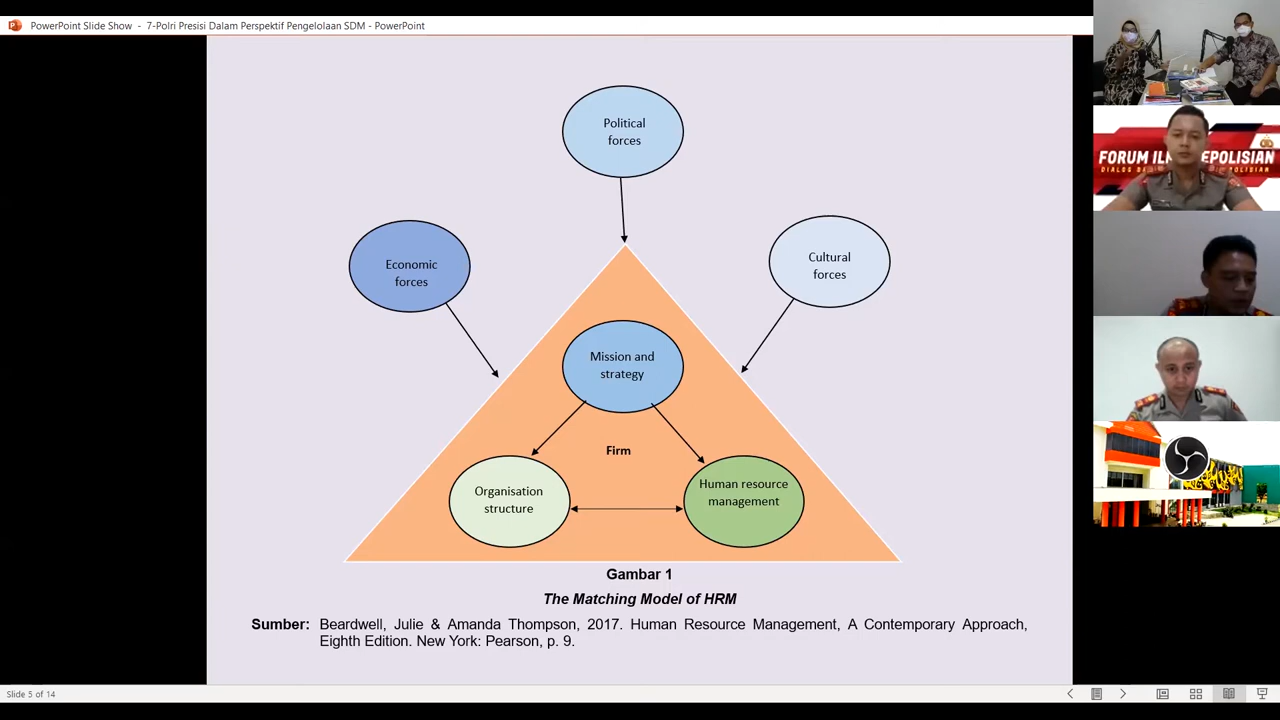 PowerPoint Slide Show - 7-Polri Presisi Dalam Perspektif Pengelolaan SDM - PowerPoint
Political
forces
Economic
forces
Cultural
forces
Mission and
strategy
Firm
Organisation
structure
Human resource
management
Gambar 1
The Matching Model of HRM
Sumber: Beardwell, Julie & Amanda Thompson, 2017. Human Resource Management, A Contemporary Approach,
Eighth Edition. New York: Pearson, p. 9.
FORUM IL EPOLISIAN
Slide 5 of 14